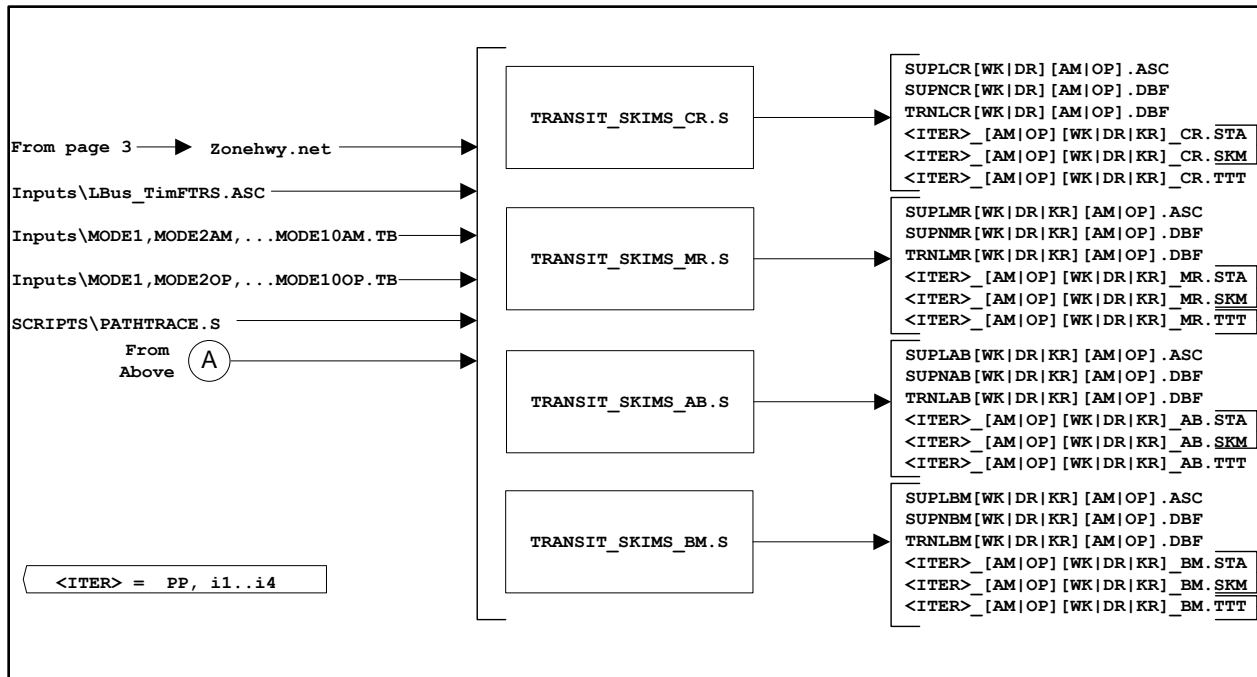 From page 3
Zonehwy.net
Inputs\LBus_TimFTRS.ASC
Inputs\MODE1,MODE2AM,...MODE10AM.TB
Inputs\MODE1,MODE2OP,...MODE10OP.TB
SCRIPTS\PATHTRACE.S
From
Above
A
<ITER> = PP, i1..i4
TRANSIT_SKIMS_CR.S
TRANSIT_SKIMS_MR.S
TRANSIT_SKIMS_AB.S
TRANSIT_SKIMS_BM.S
SUPLCR[WK|DR][AM|OP].ASC
SUPNCR[WK|DR][AM|OP].DBF
TRNLCR[WK|DR][AM|OP].DBF
<ITER>_[AM|OP][WK|DR|KR]_CR.STA
<ITER>_[AM|OP][WK|DR|KR]_CR.SKM
<ITER>_[AM|OP][WK|DR|KR]_CR.TTT
SUPLMR[WK|DR|KR][AM|OP].ASC
SUPNMR[WK|DR|KR][AM|OP].DBF
TRNLMR[WK|DR|KR][AM|OP].DBF
<ITER>_[AM|OP][WK|DR|KR]_MR.STA
<ITER>_[AM|OP][WK|DR|KR]_MR.SKM
<ITER>_[AM|OP][WK|DR|KR]_MR.TTT
SUPLAB[WK|DR|KR][AM|OP].ASC
SUPNAB[WK|DR|KR][AM|OP].DBF
TRNLAB[WK|DR|KR][AM|OP].DBF
<ITER>_[AM|OP][WK|DR|KR]_AB.STA
<ITER>_[AM|OP][WK|DR|KR]_AB.SKM
<ITER>_[AM|OP][WK|DR|KR]_AB.TTT
SUPLBM[WK|DR|KR][AM|OP].ASC
SUPNBM[WK|DR|KR][AM|OP].DBF
TRNLBM[WK|DR|KR][AM|OP].DBF
<ITER>_[AM|OP][WK|DR|KR]_BM.STA
<ITER>_[AM|OP][WK|DR|KR]_BM.SKM
<ITER>_[AM|OP][WK|DR|KR]_BM.TTT